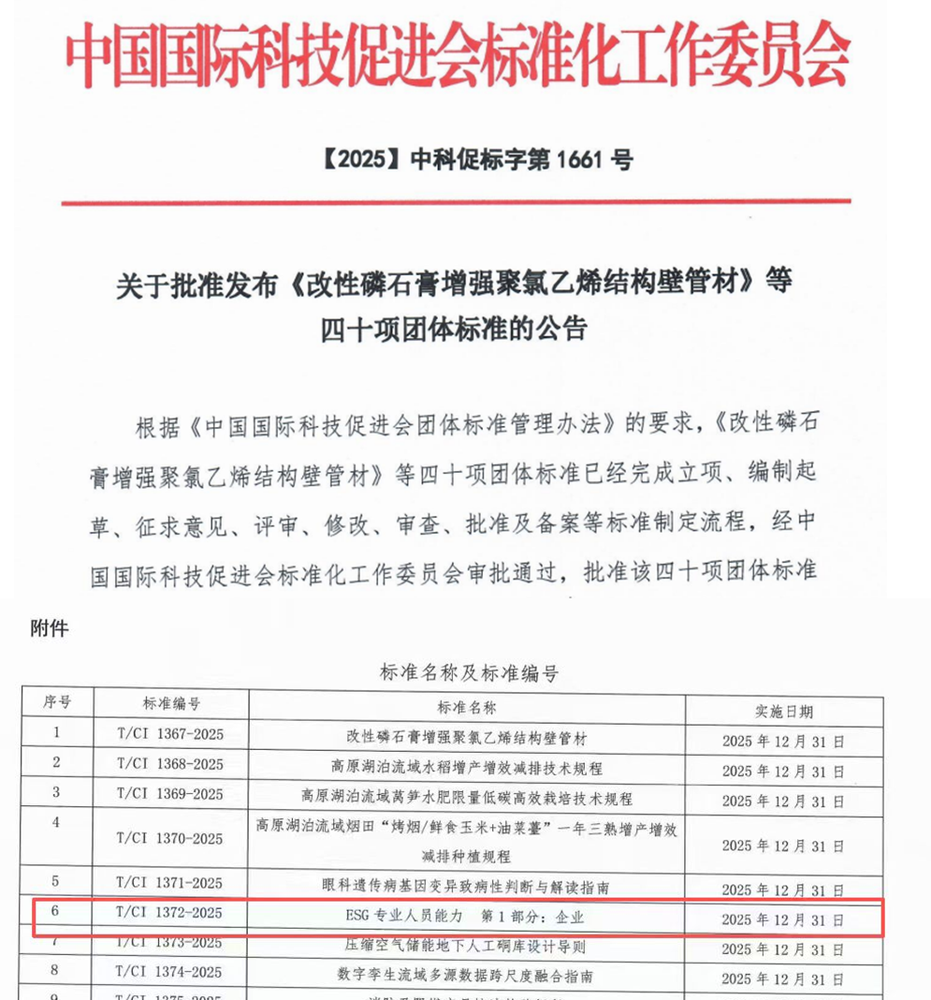 中国国际科技促进会标准化工作委员会
【2025】中科促标字第 1661 号
关于批准发布《改性磷石膏增强聚氯乙烯结构壁管材》等
四十项团体标准的公告
根据《中国国际科技促进会团体标准管理办法》的要求，《改性磷石
膏增强聚氯乙烯结构壁管材》等四十项团体标准已经完成立项、编制起
草、征求意见、评审、修改、审查、批准及备案等标准制定流程，经中
国国际科技促进会标准化工作委员会审批通过，批准该四十项团体标准
附件
标准名称及标准编号
序号 标准编号 标准名称 实施日期
1 T/CI 1367-2025 改性磷石膏增强聚氯乙烯结构壁管材 2025 年 12 月 31 日
2 T/CI 1368-2025 高原湖泊流域水稻增产增效减排技术规程 2025 年 12 月 31 日
3 T/CI 1369-2025 高原湖泊流域莴笋水肥限量低碳高效栽培技术规程 2025 年 12 月 31 日
4 T/CI 1370-2025 高原湖泊流域烟田“烤烟/鲜食玉米+油菜薹”一年三熟增产增效
减排种植规程 2025 年 12 月 31 日
5 T/CI 1371-2025 眼科遗传病基因变异致病性判断与解读指南 2025 年 12 月 31 日
6 T/CI 1372-2025 ESG 专业人员能力 第 1 部分：企业 2025 年 12 月 31 日
7 T/CI 1373-2025 压缩空气储能地下人工硐库设计导则 2025 年 12 月 31 日
8 T/CI 1374-2025 数字孪生流域多源数据跨尺度融合指南 2025 年 12 月 31 日
9 T/CI 1375-2025